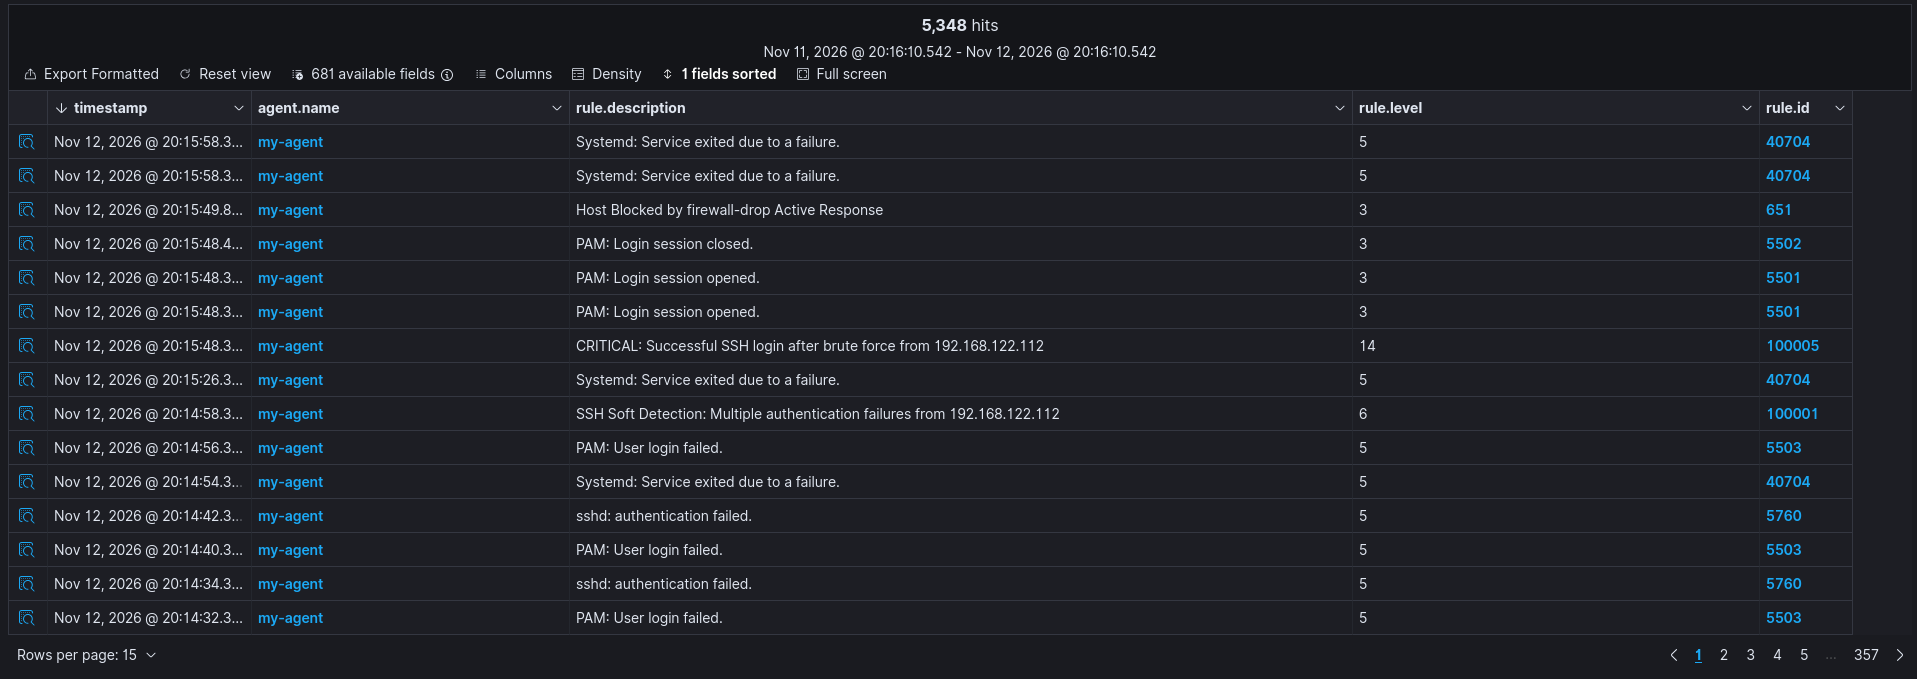 5,348 hits
Nov 11, 2026 @ 20:16:10.542 - Nov 12, 2026 @ 20:16:10.542
Export Formatted Reset view 681 available fields Columns Density 1 fields sorted Full screen
timestamp agent.name rule.description rule.level rule.id
Nov 12, 2026 @ 20:15:58.3... my-agent Systemd: Service exited due to a failure. 5 40704
Nov 12, 2026 @ 20:15:58.3... my-agent Systemd: Service exited due to a failure. 5 40704
Nov 12, 2026 @ 20:15:49.8... my-agent Host Blocked by firewall-drop Active Response 3 651
Nov 12, 2026 @ 20:15:48.4... my-agent PAM: Login session closed. 3 5502
Nov 12, 2026 @ 20:15:48.3... my-agent PAM: Login session opened. 3 5501
Nov 12, 2026 @ 20:15:48.3... my-agent PAM: Login session opened. 3 5501
Nov 12, 2026 @ 20:15:48.3... my-agent CRITICAL: Successful SSH login after brute force from 192.168.122.112 14 100005
Nov 12, 2026 @ 20:15:26.3... my-agent Systemd: Service exited due to a failure. 5 40704
Nov 12, 2026 @ 20:14:58.3... my-agent SSH Soft Detection: Multiple authentication failures from 192.168.122.112 6 100001
Nov 12, 2026 @ 20:14:56.3... my-agent PAM: User login failed. 5 5503
Nov 12, 2026 @ 20:14:54.3... my-agent Systemd: Service exited due to a failure. 5 40704
Nov 12, 2026 @ 20:14:42.3... my-agent sshd: authentication failed. 5 5760
Nov 12, 2026 @ 20:14:40.3... my-agent PAM: User login failed. 5 5503
Nov 12, 2026 @ 20:14:34.3... my-agent sshd: authentication failed. 5 5760
Nov 12, 2026 @ 20:14:32.3... my-agent PAM: User login failed. 5 5503
Rows per page: 15 1 2 3 4 5 ... 357